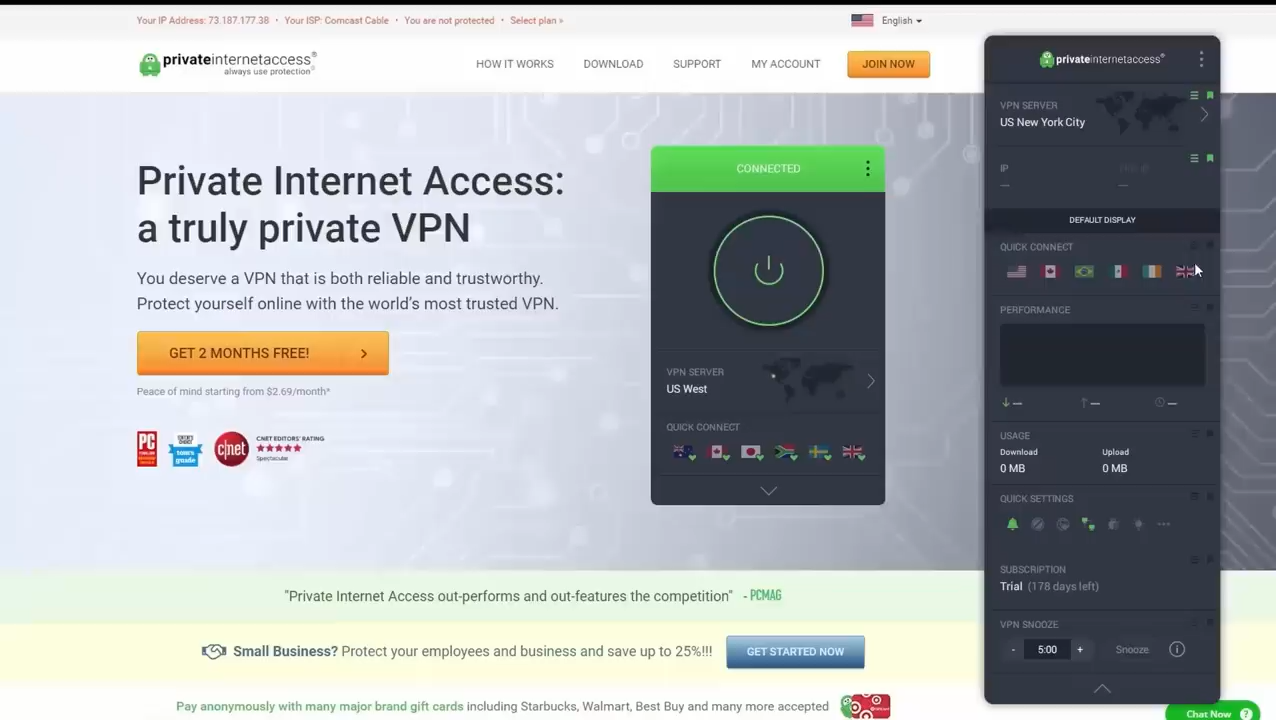 Your IP Address: 73.187.177.38 · Your ISP: Comcast Cable · You are not protected · Select plan »
English
privateinternetaccess®
always use protection®
HOW IT WORKS
DOWNLOAD
SUPPORT
MY ACCOUNT
JOIN NOW
Private Internet Access:
a truly private VPN
You deserve a VPN that is both reliable and trustworthy.
Protect yourself online with the world's most trusted VPN.
GET 2 MONTHS FREE!
Peace of mind starting from $2.69/month*
PC
tom's
guide
c|net
CNET EDITORS' RATING
Spectacular
CONNECTED
VPN SERVER
US West
QUICK CONNECT
privateinternetaccess®
VPN SERVER
US New York City
IP
DEFAULT DISPLAY
QUICK CONNECT
PERFORMANCE
USAGE
Download Upload
0 MB 0 MB
QUICK SETTINGS
SUBSCRIPTION
Trial (178 days left)
VPN SNOOZE
- 5:00 + Snooze
"Private Internet Access out-performs and out-features the competition" - PCMAG
Small Business? Protect your employees and business and save up to 25%!!!
GET STARTED NOW
Pay anonymously with many major brand gift cards including Starbucks, Walmart, Best Buy and many more accepted
Chat Now ?